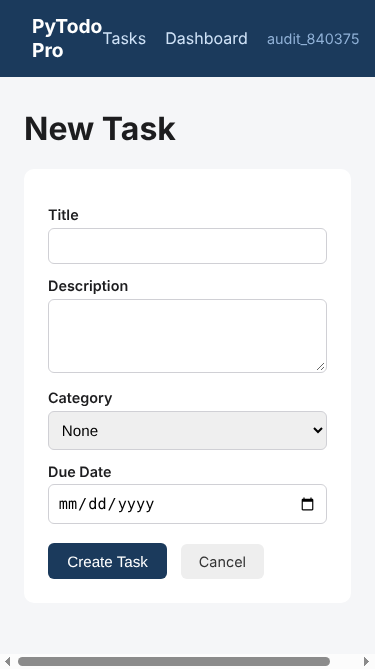 PyTodo
Pro
Tasks Dashboard audit_840375
New Task
Title
Description
Category
None
Due Date
mm/dd/yyyy
Create Task Cancel